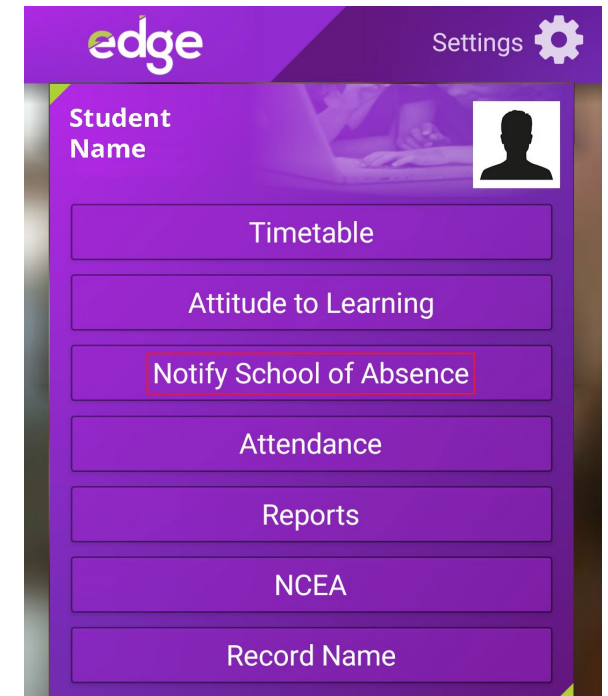 edge
Settings
Student
Name
Timetable
Attitude to Learning
Notify School of Absence
Attendance
Reports
NCEA
Record Name